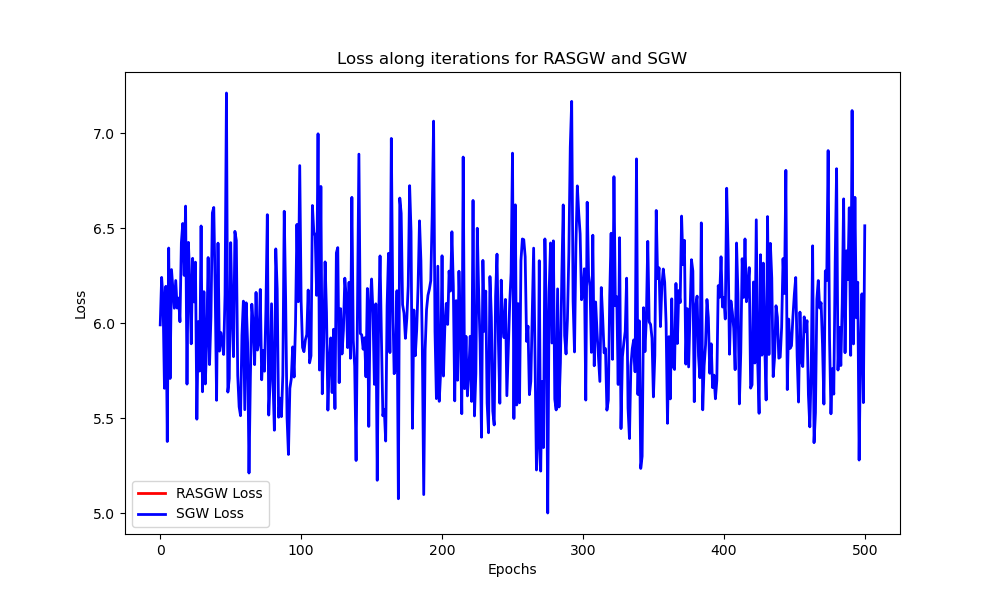 Loss along iterations for RASGW and SGW
Loss
7.0
6.5
6.0
5.5
5.0
RASGW Loss
SGW Loss
0 100 200 300 400 500
Epochs